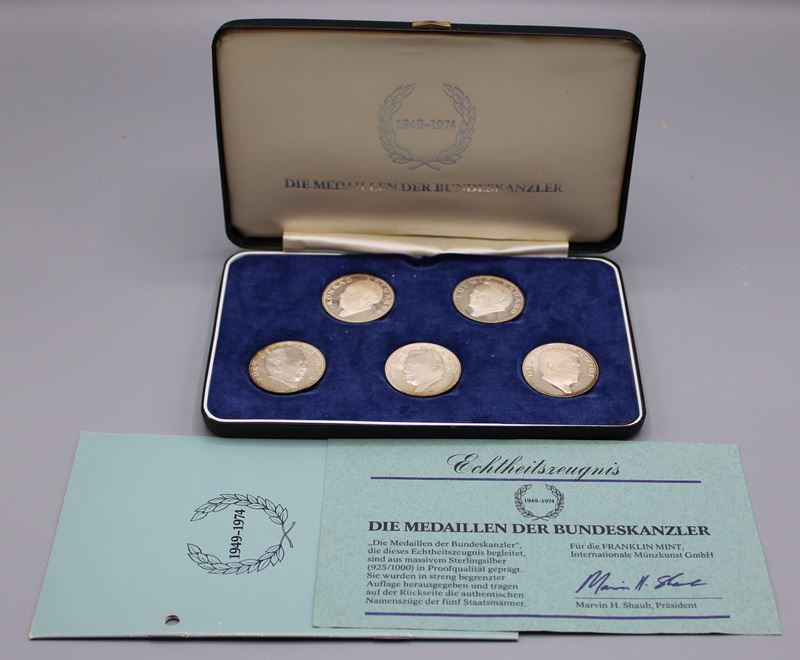 1949-1974
DIE MEDAILLEN DER BUNDESKANZLER
1949-1974
Echtheitszeugnis
1949-1974
DIE MEDAILLEN DER BUNDESKANZLER
„Die Medaillen der Bundeskanzler“,
die dieses Echtheitszeugnis begleitet,
sind aus massivem Sterlingsilber
(925/1000) in Proofqualität geprägt.
Sie wurden in streng begrenzter
Auflage herausgegeben und tragen
auf der Rückseite die authentischen
Namenszüge der fünf Staatsmänner.
Für die FRANKLIN MINT,
Internationale Münzkunst GmbH
Marvin H. Shaub
Marvin H. Shaub, Präsident